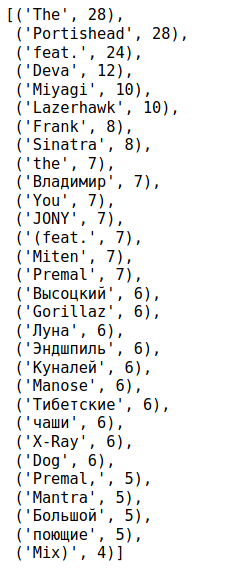 [('The', 28),
('Portishead', 28),
('feat.', 24),
('Deva', 12),
('Miyagi', 10),
('Lazerhawk', 10),
('Frank', 8),
('Sinatra', 8),
('the', 7),
('Владимир', 7),
('You', 7),
('JONY', 7),
('(feat.', 7),
('Miten', 7),
('Premal', 7),
('Высоцкий', 6),
('Gorillaz', 6),
('Луна', 6),
('Эндшпиль', 6),
('Куналей', 6),
('Manose', 6),
('Тибетские', 6),
('чаши', 6),
('X-Ray', 6),
('Dog', 6),
('Premal,', 5),
('Mantra', 5),
('Большой', 5),
('поющие', 5),
('Mix)', 4)]